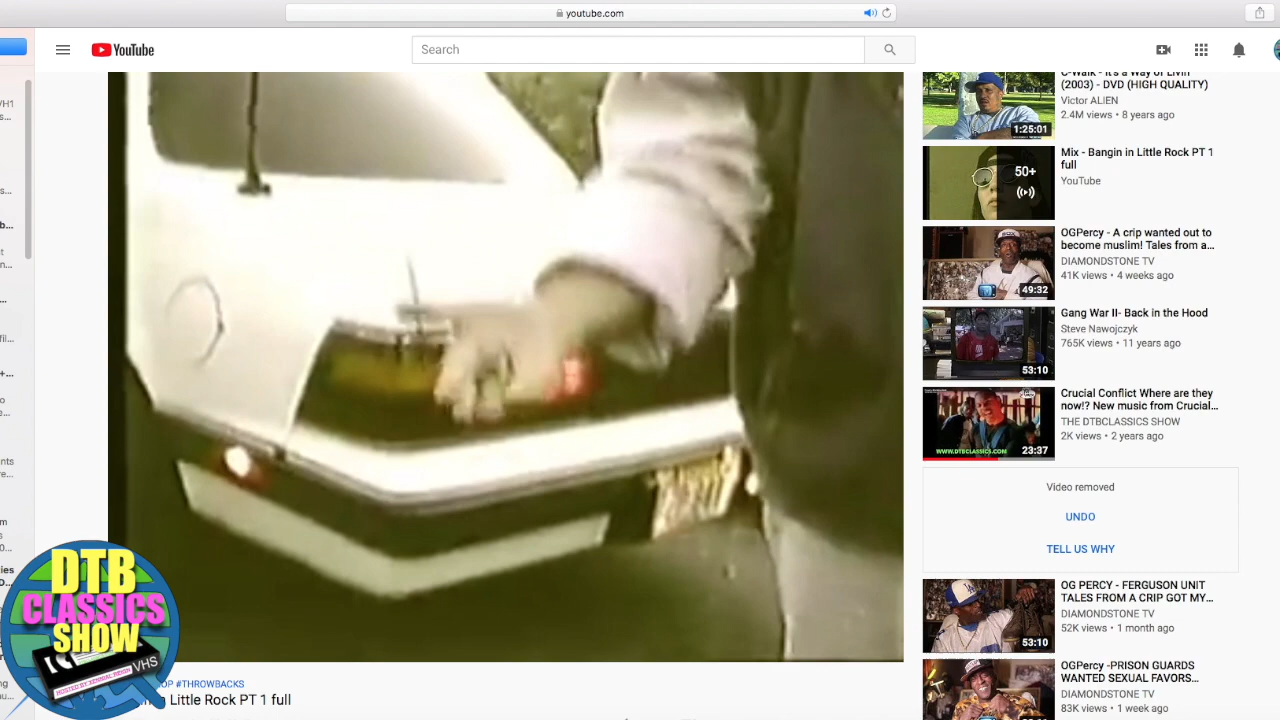 youtube.com
YouTube
Search
VH1
C-Walk - It's a Way of Livin'
(2003) - DVD (HIGH QUALITY)
Victor ALIEN
2.4M views • 8 years ago
1:25:01
Mix - Bangin in Little Rock PT 1
full
YouTube
50+
OGPercy - A crip wanted out to
become muslim! Tales from a...
DIAMONDSTONE TV
41K views • 4 weeks ago
49:32
Gang War II- Back in the Hood
Steve Nawojczyk
765K views • 11 years ago
53:10
Crucial Conflict Where are they
now!? New music from Crucial...
THE DTBCLASSICS SHOW
2K views • 2 years ago
WWW.DTBCLASSICS.COM
23:37
Video removed
UNDO
TELL US WHY
OG PERCY - FERGUSON UNIT
TALES FROM A CRIP GOT MY...
DIAMONDSTONE TV
52K views • 1 month ago
53:10
OGPercy -PRISON GUARDS
WANTED SEXUAL FAVORS...
DIAMONDSTONE TV
83K views • 1 week ago
DTB
CLASSICS
SHOW
VHS
OP #THROWBACKS
n Little Rock PT 1 full